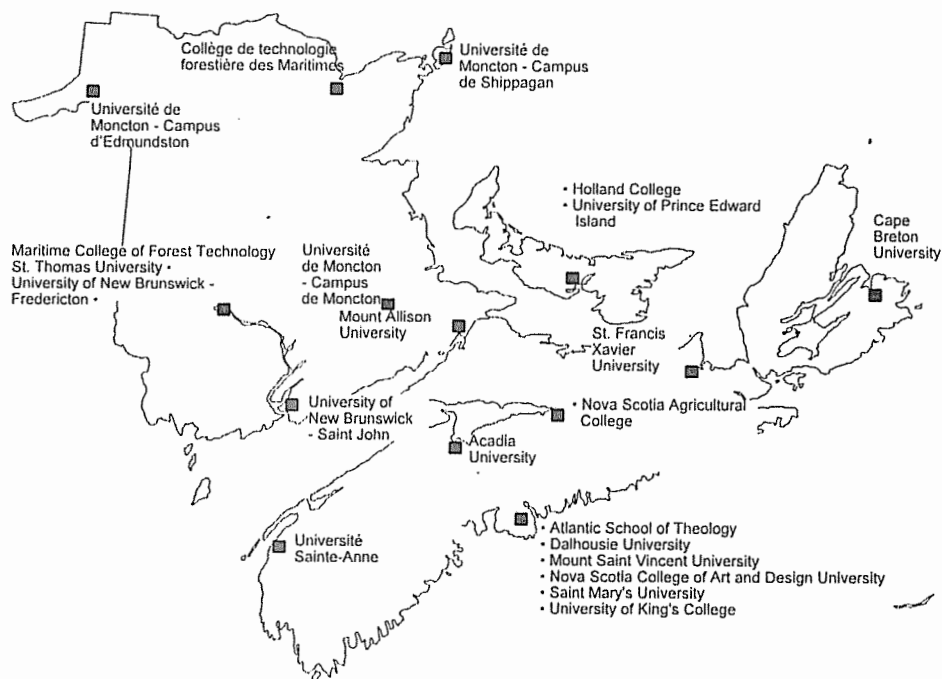 Collège de technologie
forestière des Maritimes
Université de
Moncton - Campus
de Shippagan
Université de
Moncton - Campus
d'Edmundston
• Holland College
• University of Prince Edward
Island
Cape
Breton
University
Maritime College of Forest Technology
St. Thomas University •
University of New Brunswick -
Fredericton •
Université
de Moncton
- Campus
de Moncton
Mount Allison
University
St. Francis
Xavier
University
University of
New Brunswick
- Saint John
• Nova Scotia Agricultural
College
Acadia
University
Université
Sainte-Anne
• Atlantic School of Theology
• Dalhousie University
• Mount Saint Vincent University
• Nova Scotia College of Art and Design University
• Saint Mary's University
• University of King's College